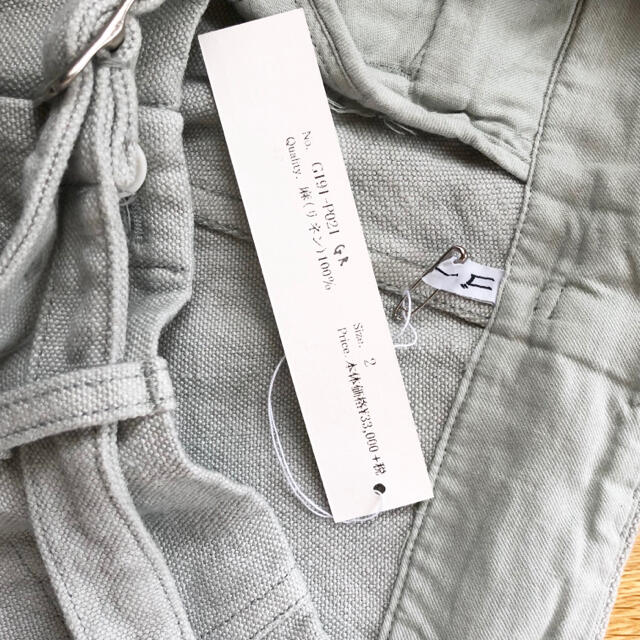 No. G191-P021 GR
Quality. 麻(リネン)100%
Size. 2
Price. 本体価格¥33,000+税